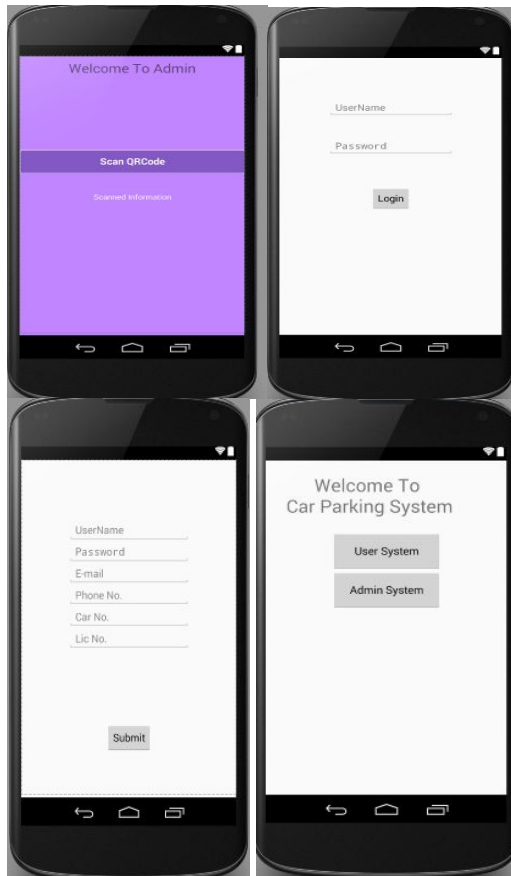 Welcome To Admin
Scan QRCode
Scanned Information
UserName
Password
Login
UserName
Password
E-mail
Phone No.
Car No.
Lic No.
Submit
Welcome To
Car Parking System
User System
Admin System